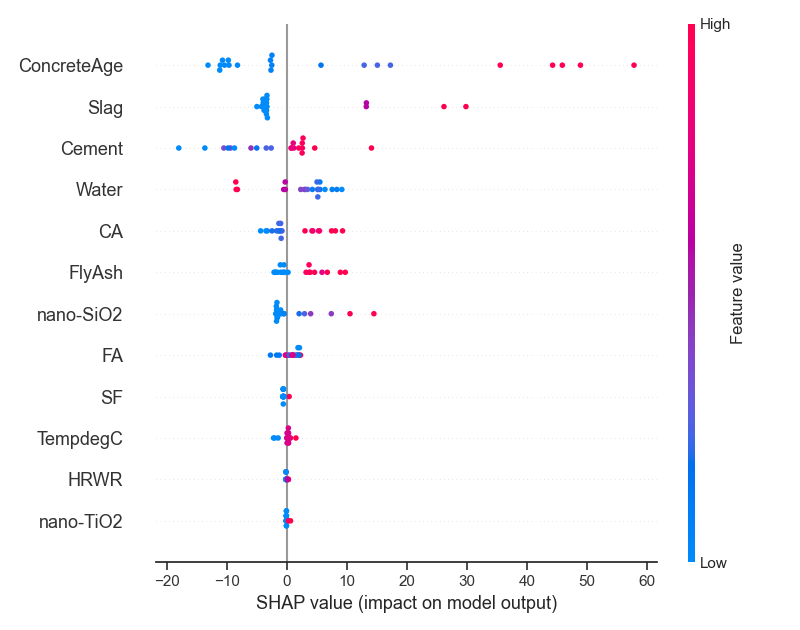 High
ConcreteAge
Slag
Cement
Water
CA
FlyAsh
nano-SiO2
FA
SF
TempdegC
HRWR
nano-TiO2
Feature value
Low
−20 −10 0 10 20 30 40 50 60
SHAP value (impact on model output)